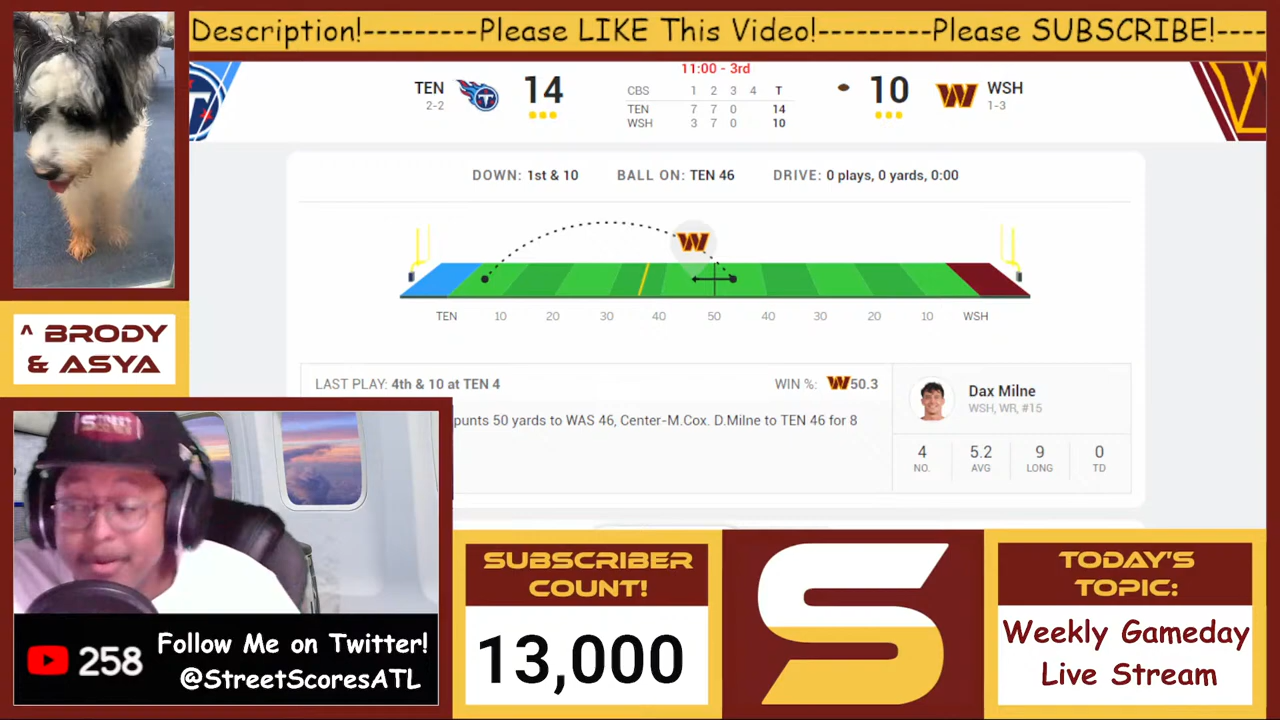 Description!---------Please LIKE This Video!---------Please SUBSCRIBE!----
TEN
2-2
14
11:00 - 3rd
CBS 1 2 3 4 T
TEN 7 7 0 14
WSH 3 7 0 10
10
WSH
1-3
DOWN: 1st & 10 BALL ON: TEN 46 DRIVE: 0 plays, 0 yards, 0:00
TEN 10 20 30 40 50 40 30 20 10 WSH
LAST PLAY: 4th & 10 at TEN 4
WIN %: 50.3
punts 50 yards to WAS 46, Center-M.Cox. D.Milne to TEN 46 for 8
Dax Milne
WSH, WR, #15
4 5.2 9 0
NO. AVG LONG TD
^ BRODY
& ASYA
258
Follow Me on Twitter!
@StreetScoresATL
SUBSCRIBER
COUNT!
13,000
TODAY'S
TOPIC:
Weekly Gameday
Live Stream